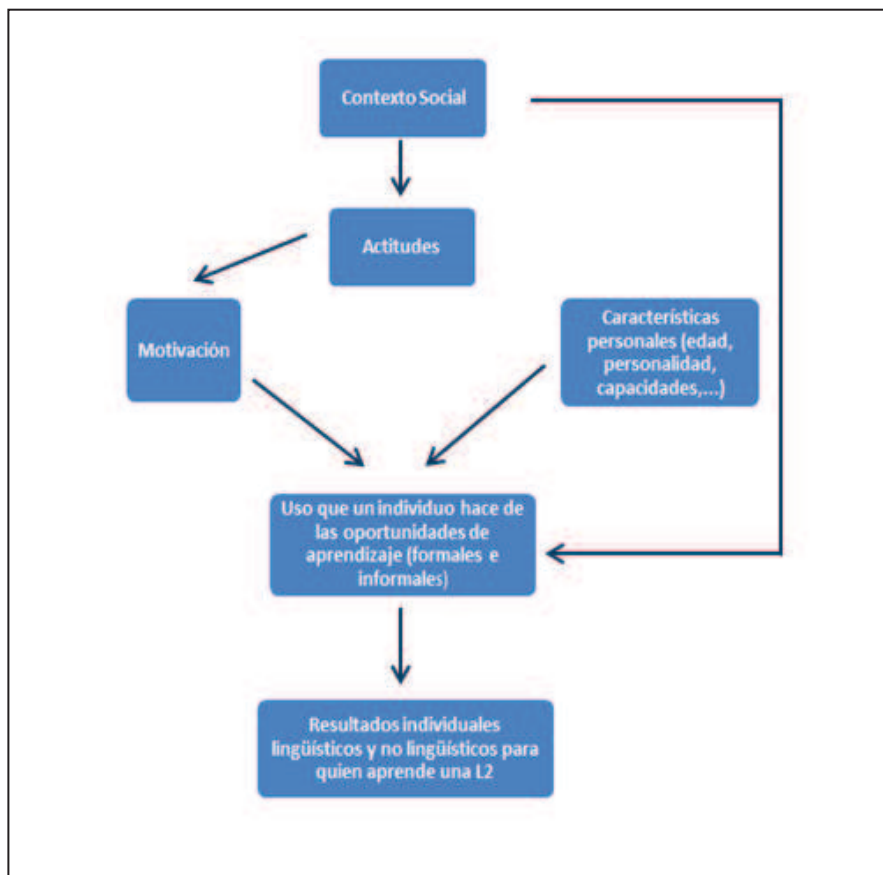 Contexto Social
Actitudes
Motivación
Características
personales (edad,
personalidad,
capacidades,...)
Uso que un individuo hace de
las oportunidades de
aprendizaje (formales e
informales)
Resultados individuales
lingüísticos y no lingüísticos para
quien aprende una L2